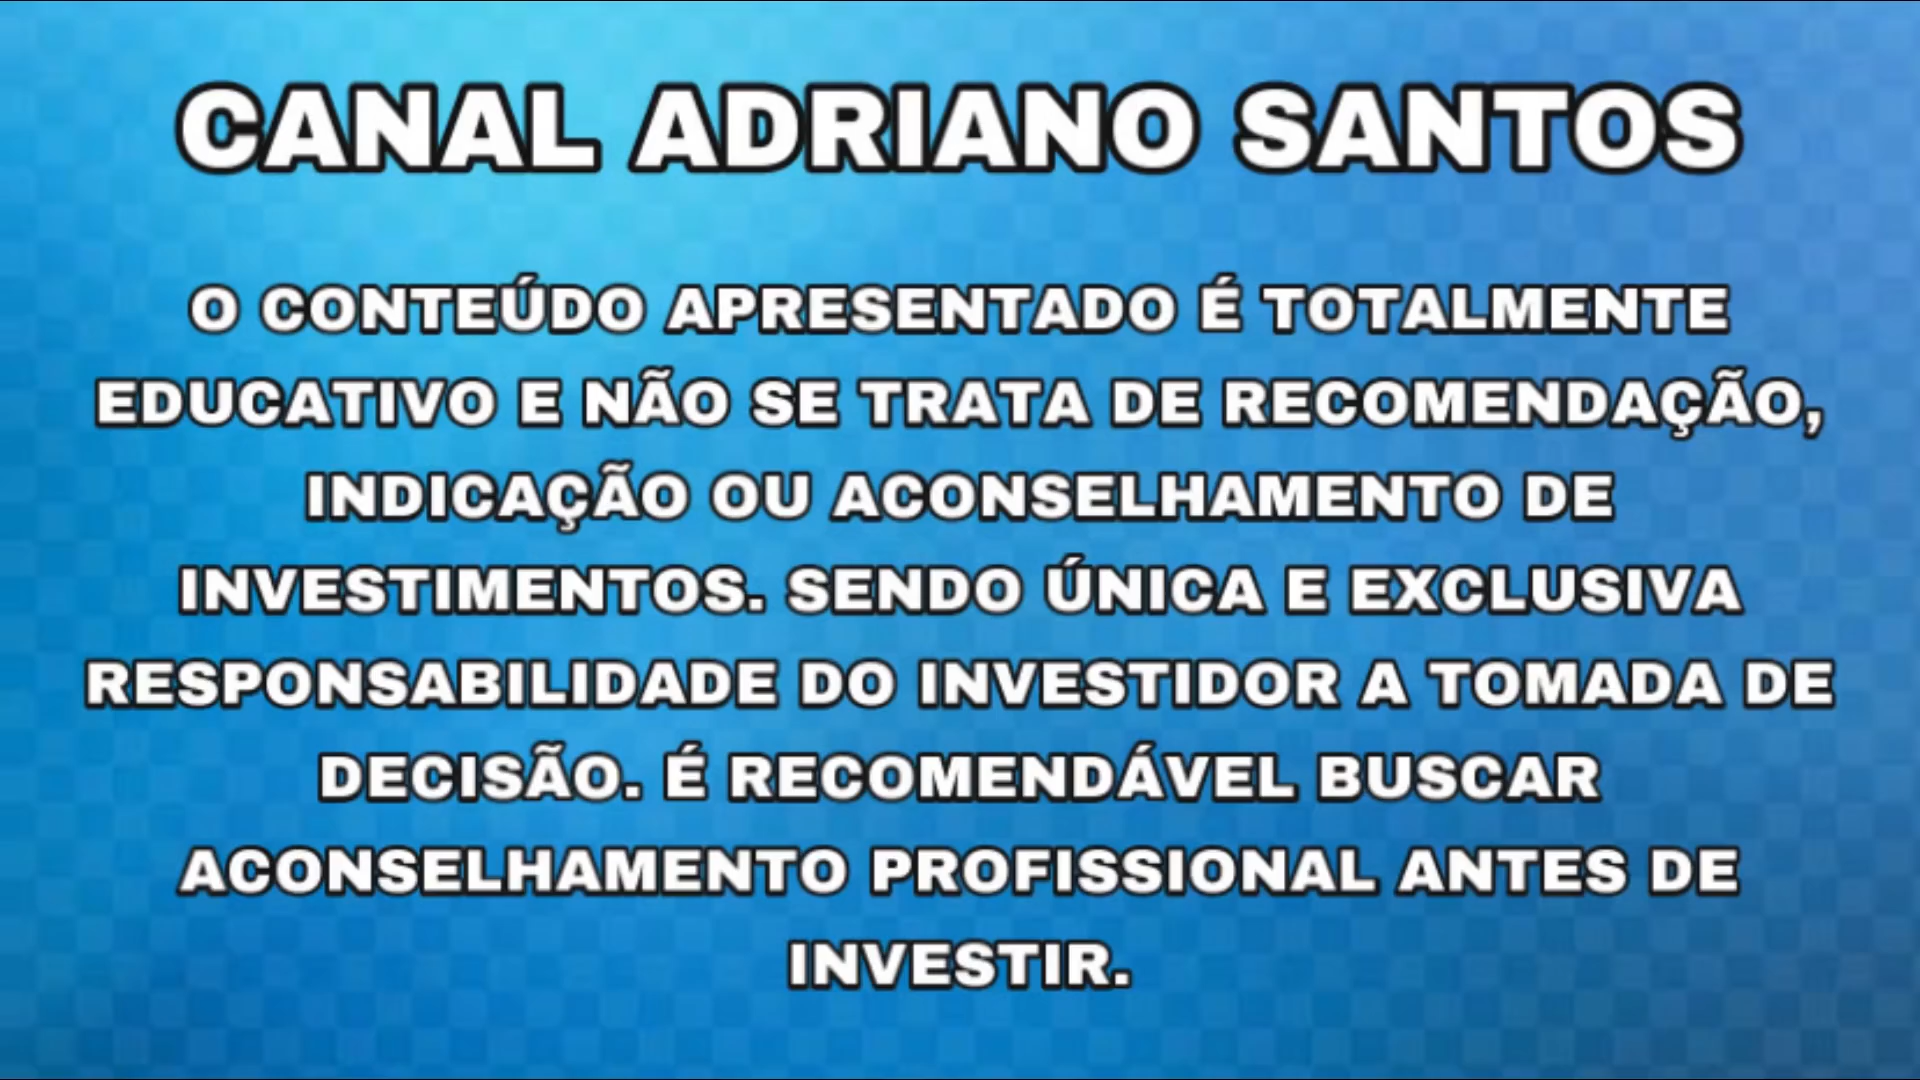 CANAL ADRIANO SANTOS
O CONTEÚDO APRESENTADO É TOTALMENTE
EDUCATIVO E NÃO SE TRATA DE RECOMENDAÇÃO,
INDICAÇÃO OU ACONSELHAMENTO DE
INVESTIMENTOS. SENDO ÚNICA E EXCLUSIVA
RESPONSABILIDADE DO INVESTIDOR A TOMADA DE
DECISÃO. É RECOMENDÁVEL BUSCAR
ACONSELHAMENTO PROFISSIONAL ANTES DE
INVESTIR.